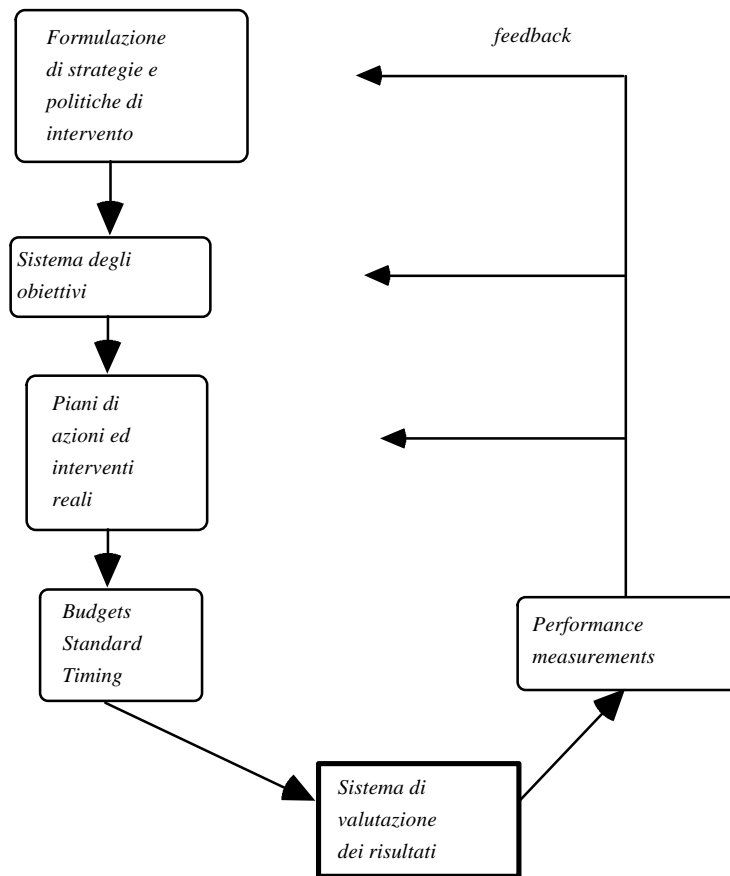 Formulazione
di strategie e
politiche di
intervento
feedback
Sistema degli
obiettivi
Piani di
azioni ed
interventi
reali
Budgets
Standard
Timing
Performance
measurements
Sistema di
valutazione
dei risultati